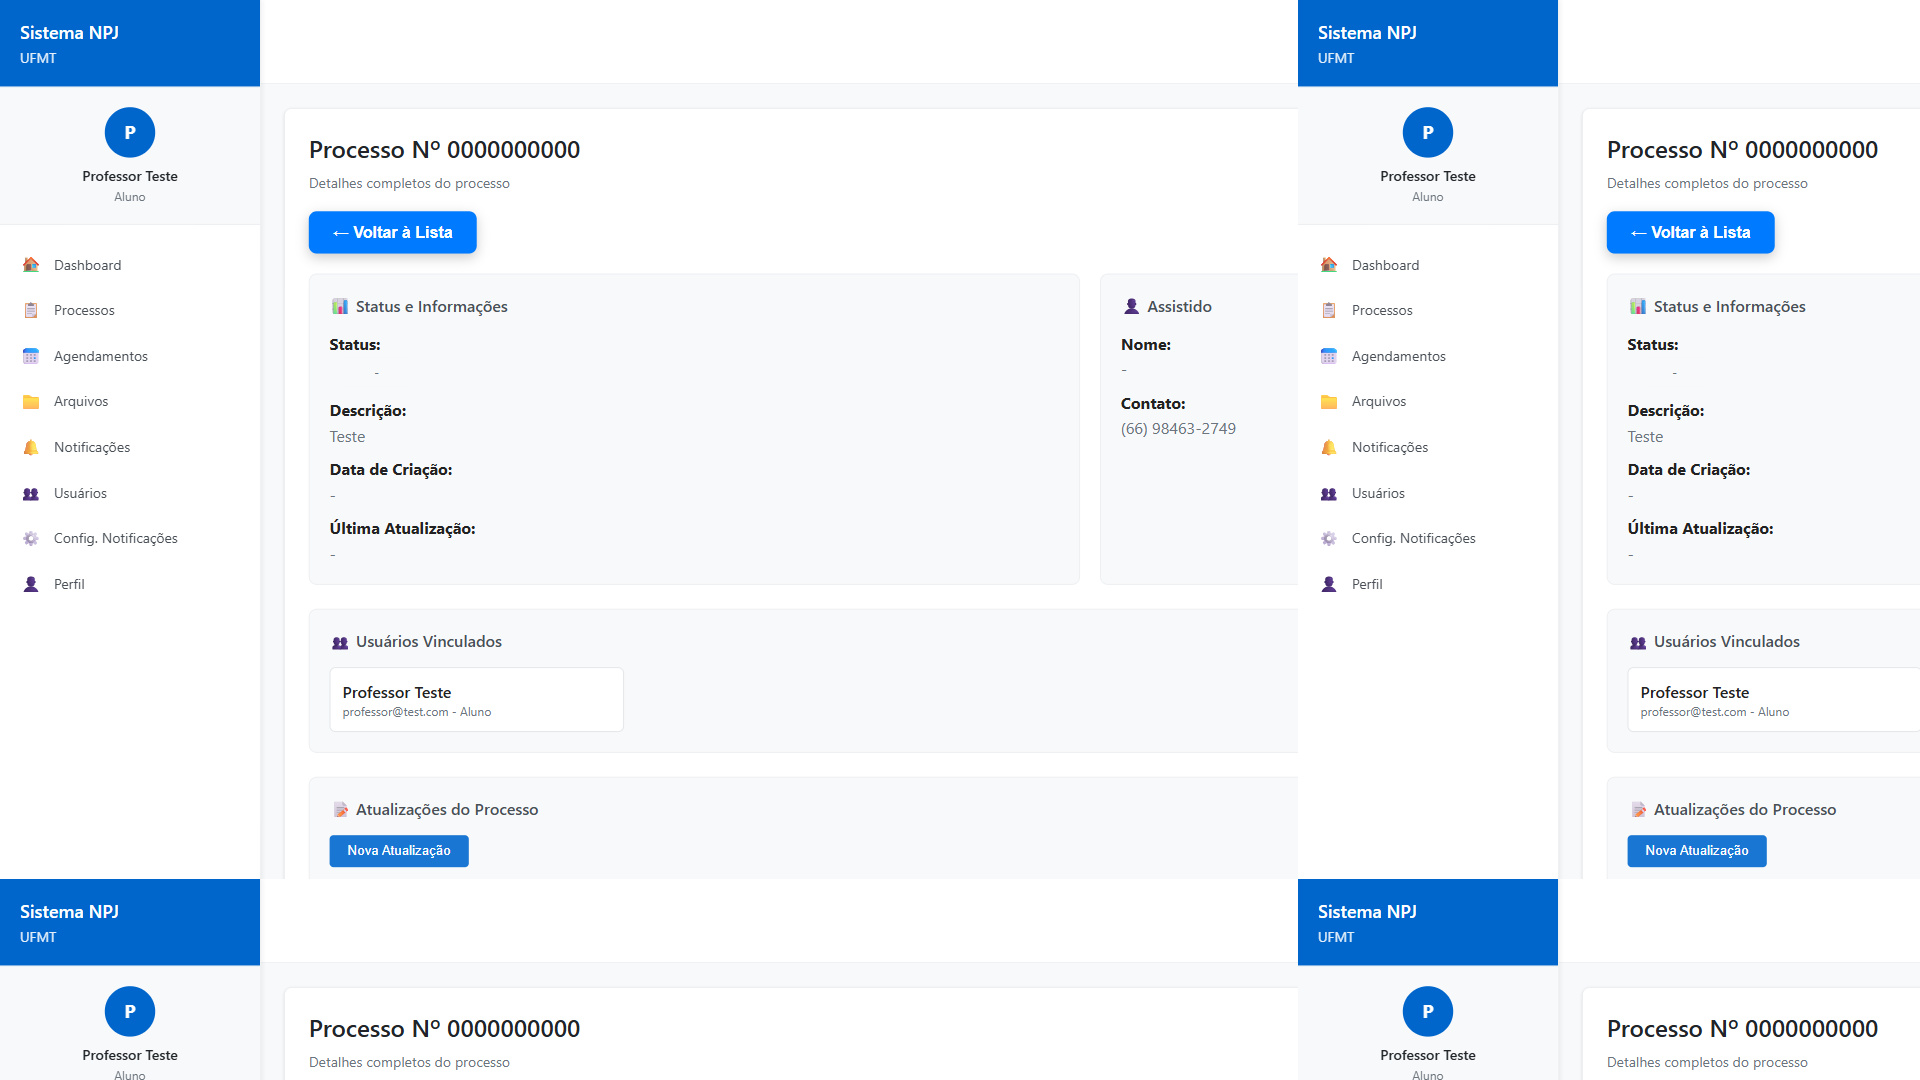 Sistema NPJ
UFMT
P
Professor Teste
Aluno
Dashboard
Processos
Agendamentos
Arquivos
Notificações
Usuários
Config. Notificações
Perfil
Processo Nº 0000000000
Detalhes completos do processo
← Voltar à Lista
Status e Informações
Status:
-
Descrição:
Teste
Data de Criação:
-
Última Atualização:
-
Assistido
Nome:
-
Contato:
(66) 98463-2749
Usuários Vinculados
Professor Teste
professor@test.com - Aluno
Atualizações do Processo
Nova Atualização
Sistema NPJ
UFMT
P
Professor Teste
Aluno
Dashboard
Processos
Agendamentos
Arquivos
Notificações
Usuários
Config. Notificações
Perfil
Processo Nº 0000000000
Detalhes completos do processo
← Voltar à Lista
Status e Informações
Status:
-
Descrição:
Teste
Data de Criação:
-
Última Atualização:
-
Usuários Vinculados
Professor Teste
professor@test.com - Aluno
Atualizações do Processo
Nova Atualização
Sistema NPJ
UFMT
P
Professor Teste
Aluno
Processo Nº 0000000000
Detalhes completos do processo
Sistema NPJ
UFMT
P
Professor Teste
Aluno
Processo Nº 0000000000
Detalhes completos do processo